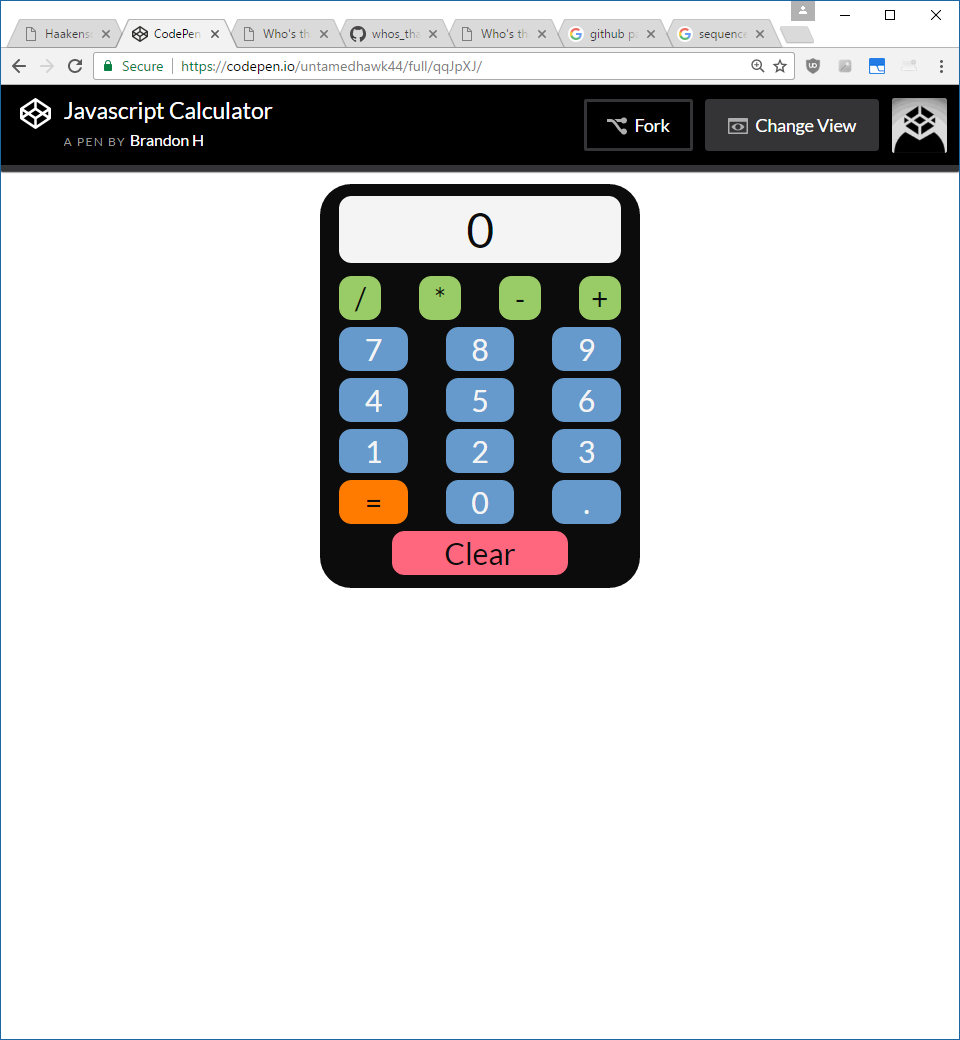 Haakens CodePen Who's th whos_tha Who's th github pa sequence
Secure https://codepen.io/untamedhawk44/full/qqJpXJ/
Javascript Calculator
A PEN BY Brandon H
Fork Change View
0
/ * - +
7 8 9
4 5 6
1 2 3
= 0 .
Clear